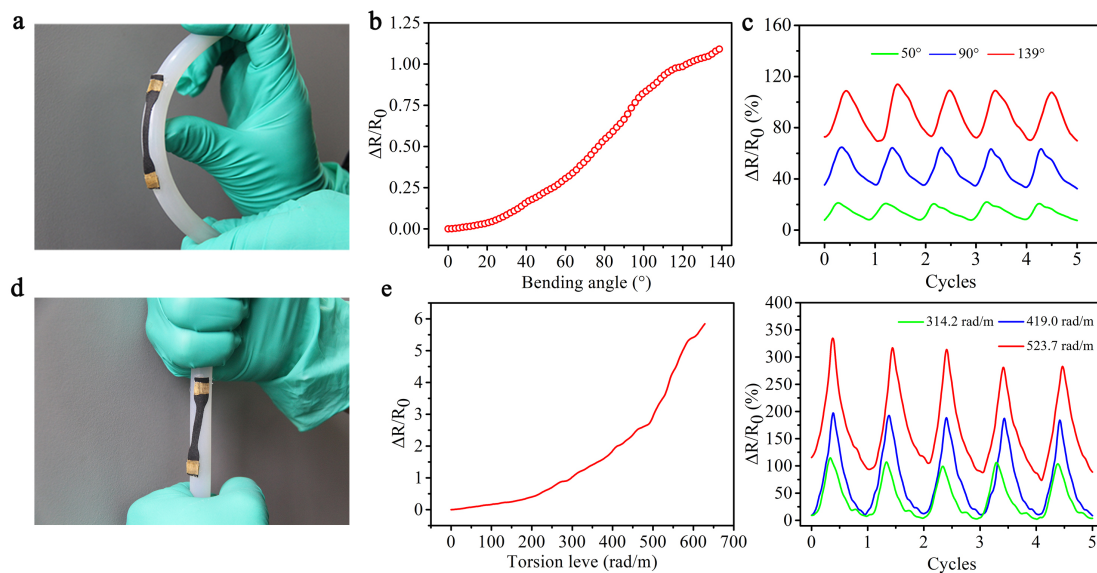 a
b
ΔR/R0
1.25
1.00
0.75
0.50
0.25
0.00
0 20 40 60 80 100 120 140
Bending angle (°)
c
ΔR/R0 (%)
160
120
80
40
0
50° 90° 139°
0 1 2 3 4 5
Cycles
d
e
ΔR/R0
6
5
4
3
2
1
0
0 100 200 300 400 500 600 700
Torsion leve (rad/m)
ΔR/R0 (%)
400
350
300
250
200
150
100
50
0
314.2 rad/m 419.0 rad/m
523.7 rad/m
0 1 2 3 4 5
Cycles